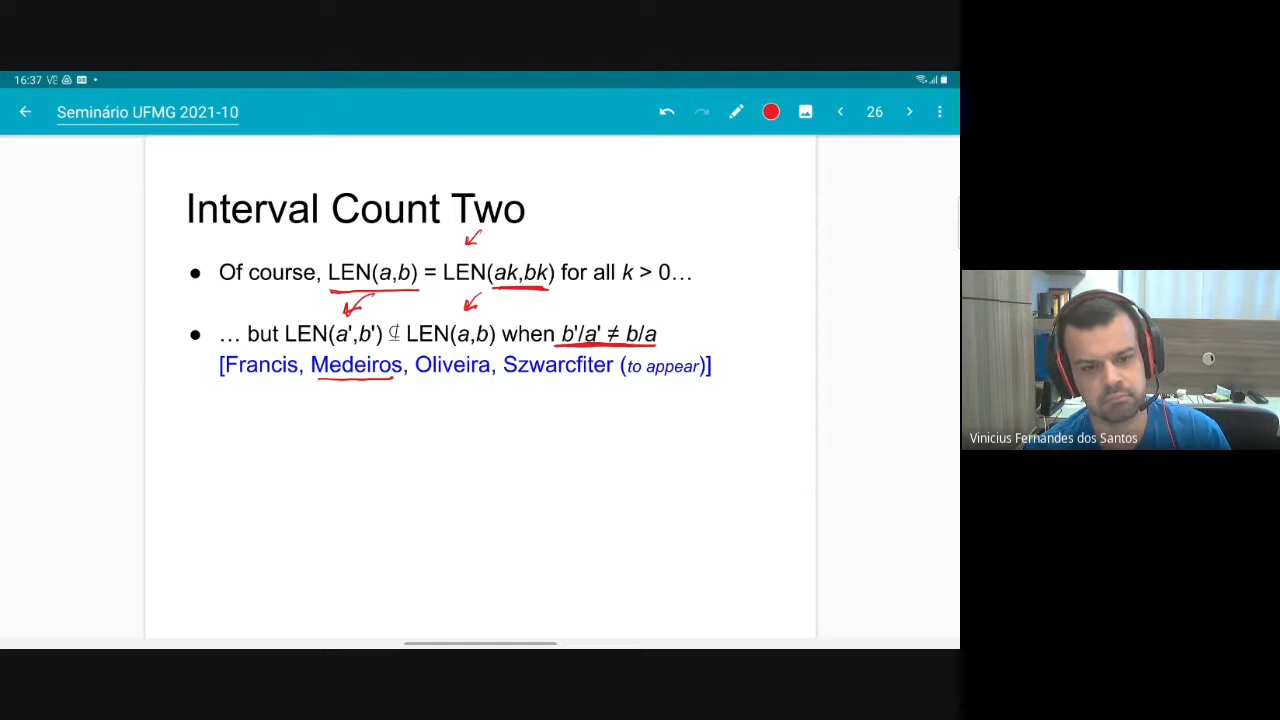 16:37
Seminário UFMG 2021-10
26
Interval Count Two
● Of course, LEN(a,b) = LEN(ak,bk) for all k > 0…
● … but LEN(a',b') ⊄ LEN(a,b) when b'/a' ≠ b/a
[Francis, Medeiros, Oliveira, Szwarcfiter (to appear)]
Vinicius Fernandes dos Santos